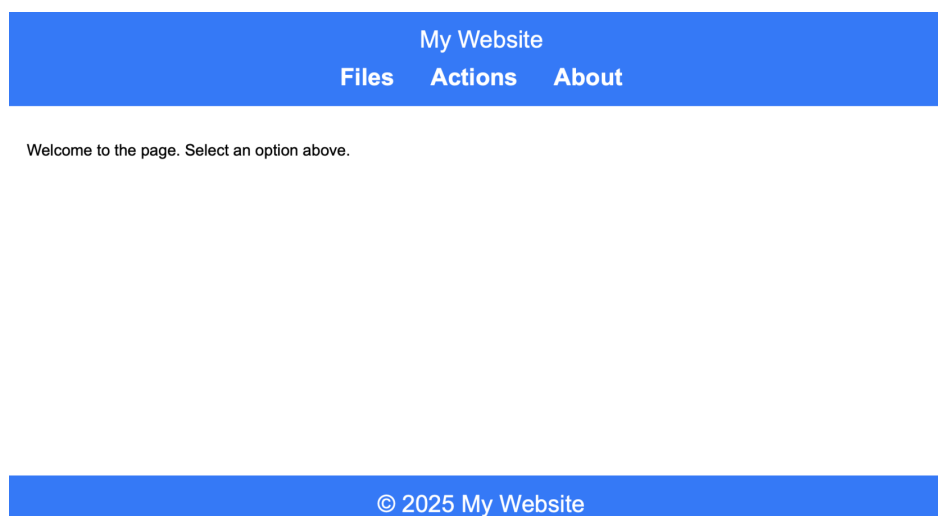 My Website
Files Actions About
Welcome to the page. Select an option above.
© 2025 My Website